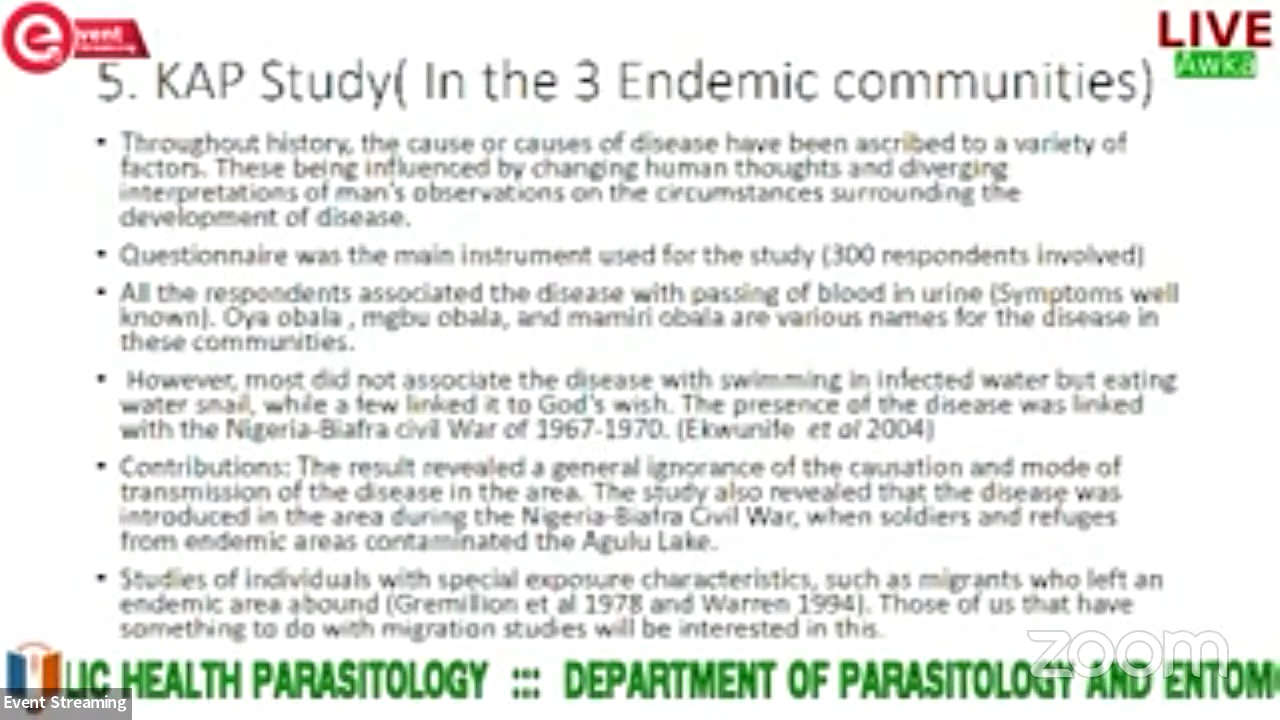 event
Streaming
LIVE
Awka
5. KAP Study( In the 3 Endemic communities)
• Throughout history, the cause or causes of disease have been ascribed to a variety of
factors. These being influenced by changing human thoughts and diverging
interpretations of man's observations on the circumstances surrounding the
development of disease.
• Questionnaire was the main instrument used for the study (300 respondents involved)
• All the respondents associated the disease with passing of blood in urine (Symptoms well
known). Oya obala , mgbu obala, and mamiri obala are various names for the disease in
these communities.
• However, most did not associate the disease with swimming in infected water but eating
water snail, while a few linked it to God's wish. The presence of the disease was linked
with the Nigeria-Biafra civil War of 1967-1970. (Ekwunife et al 2004)
• Contributions: The result revealed a general ignorance of the causation and mode of
transmission of the disease in the area. The study also revealed that the disease was
introduced in the area during the Nigeria-Biafra Civil War, when soldiers and refuges
from endemic areas contaminated the Agulu Lake.
• Studies of individuals with special exposure characteristics, such as migrants who left an
endemic area abound (Gremillion et al 1978 and Warren 1994). Those of us that have
something to do with migration studies will be interested in this.
zoom
LIC HEALTH PARASITOLOGY ::: DEPARTMENT OF PARASITOLOGY AND ENTOM
Event Streaming